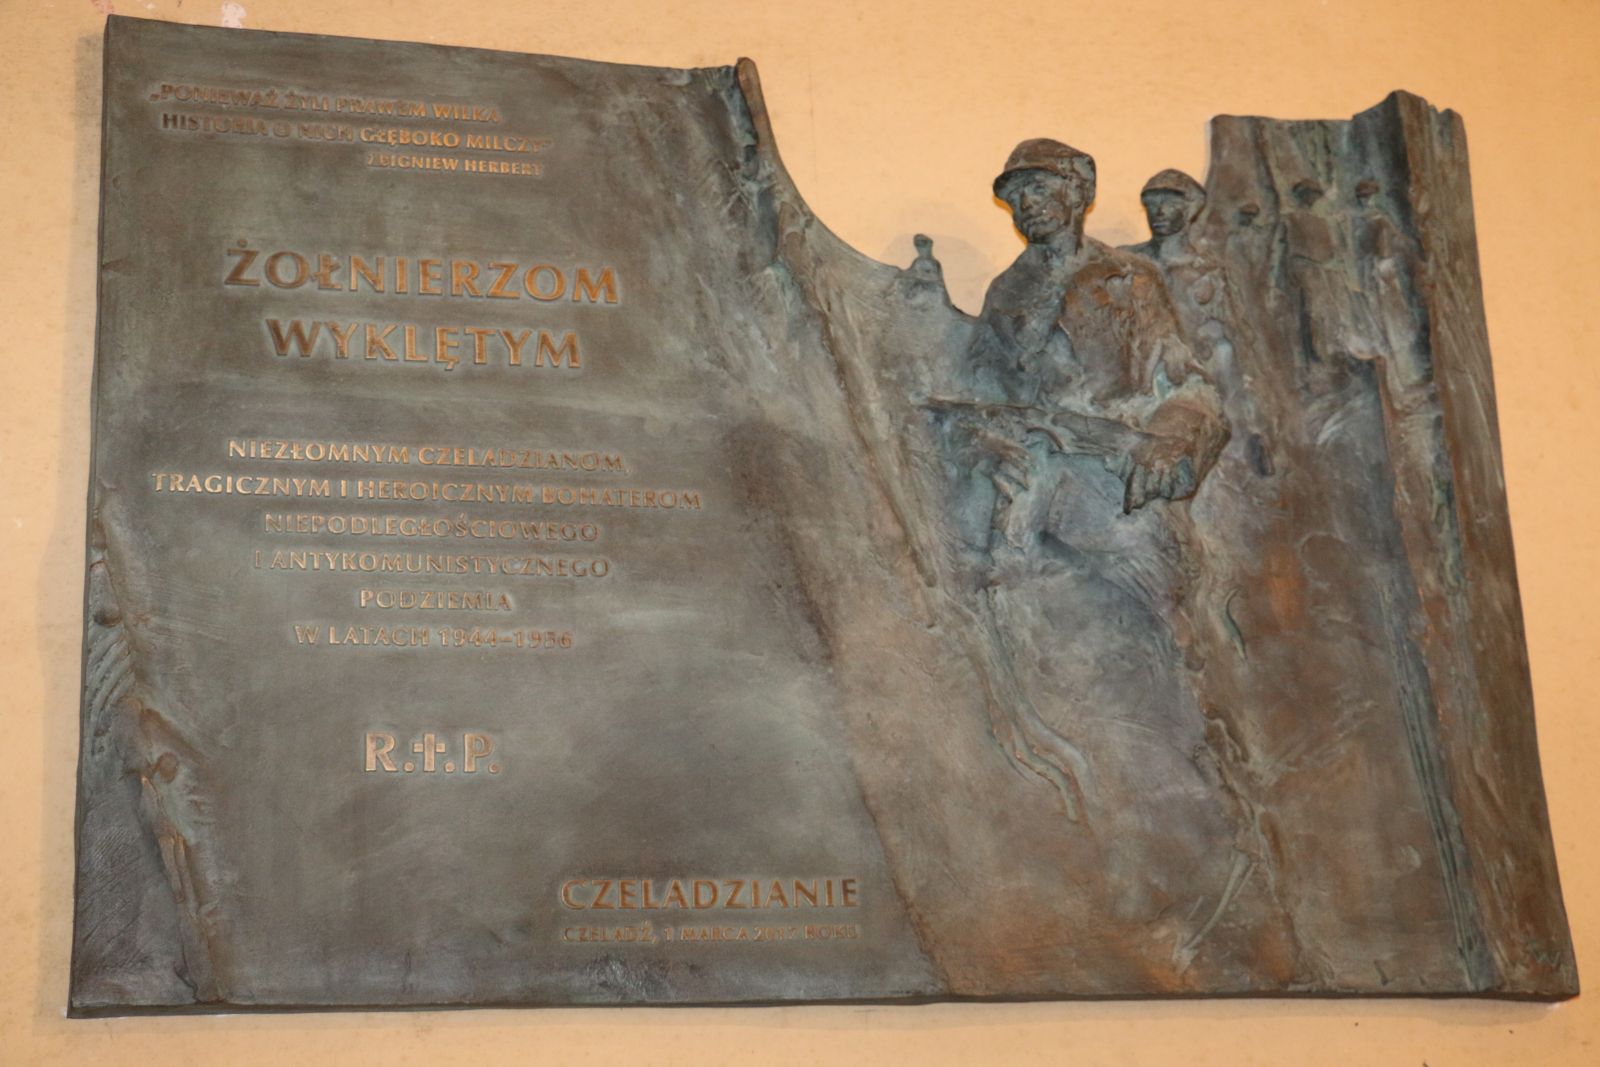 „PONIEWAŻ ŻYLI PRAWEM WILKA
HISTORIA O NICH GŁĘBOKO MILCZY"
ZBIGNIEW HERBERT
ŻOŁNIERZOM
WYKLĘTYM
NIEZŁOMNYM CZELADZIANOM,
TRAGICZNYM I HEROICZNYM BOHATEROM
NIEPODLEGŁOŚCIOWEGO
I ANTYKOMUNISTYCZNEGO
PODZIEMIA
W LATACH 1944–1956
R.✝.P.
CZELADZIANIE
CZELADŹ, 1 MARCA 2017 ROKU